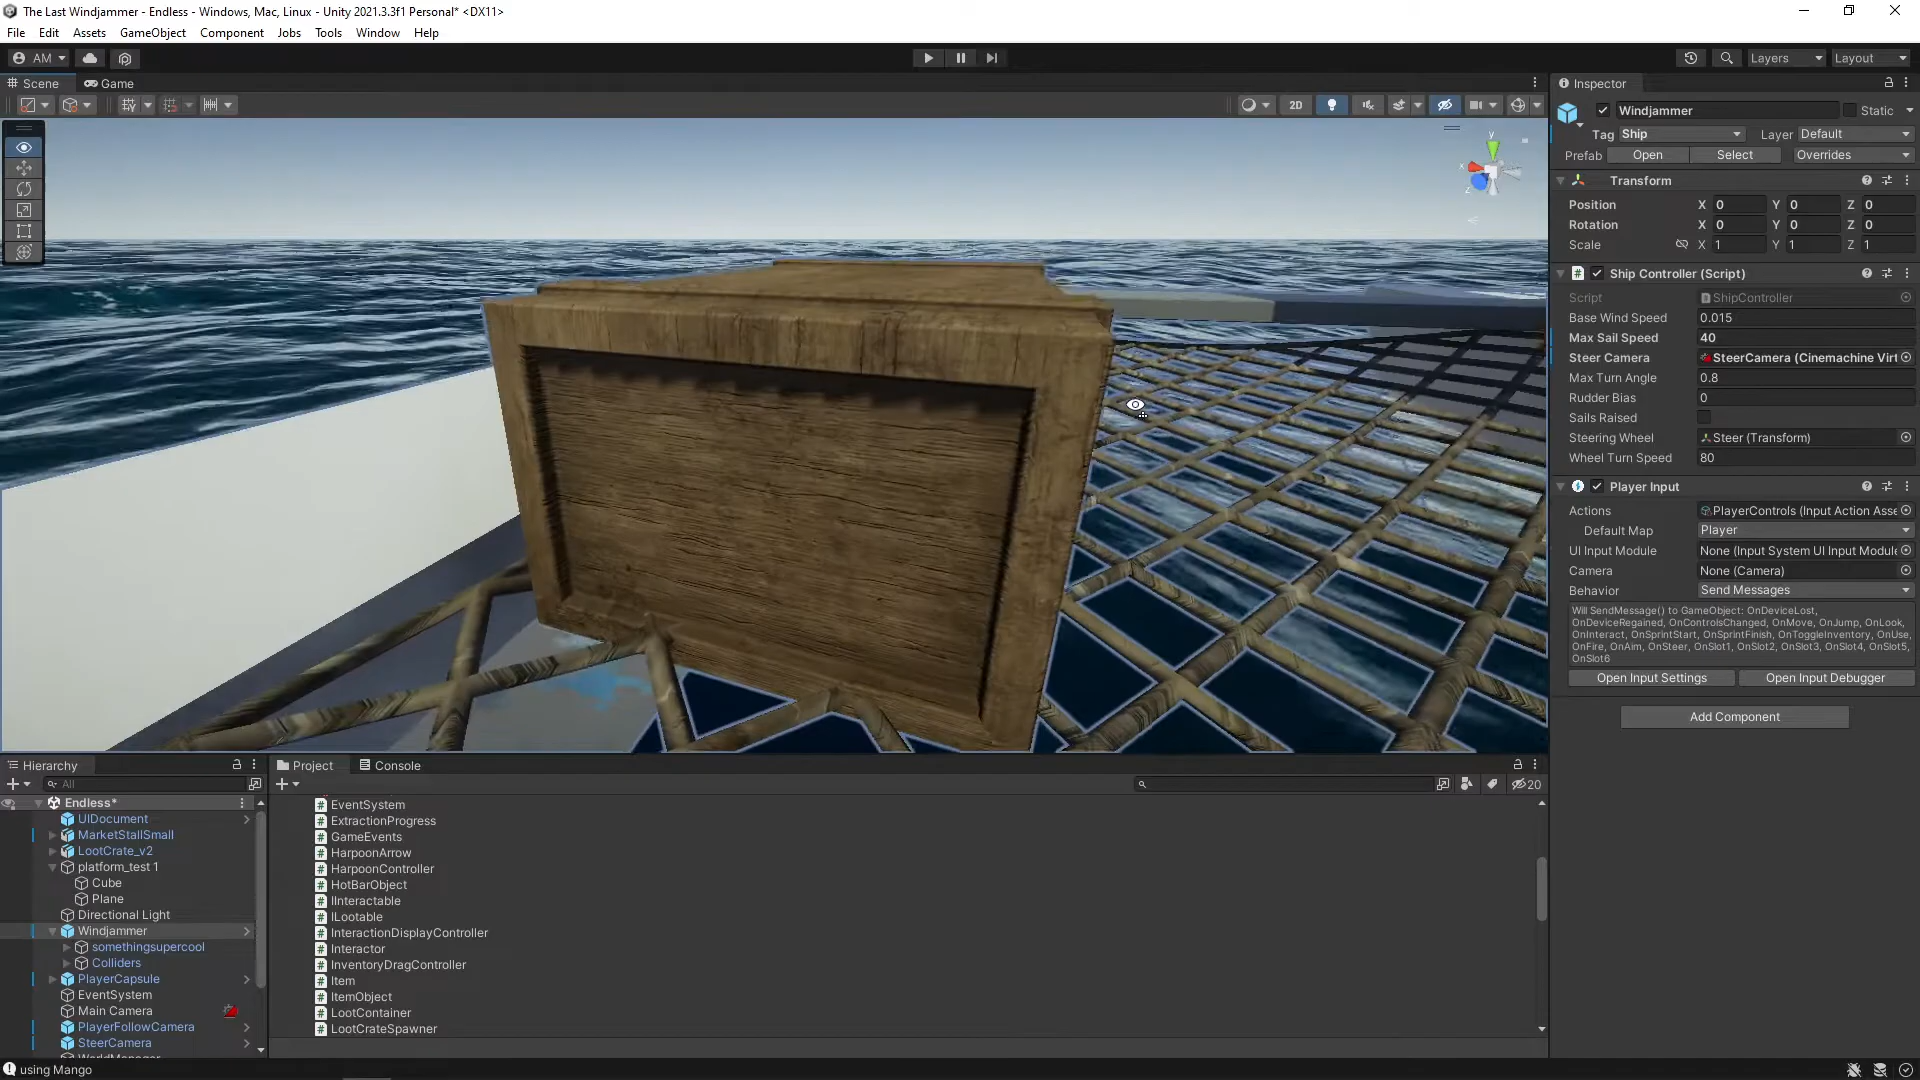 The Last Windjammer - Endless - Windows, Mac, Linux - Unity 2021.3.3f1 Personal* <DX11>
File Edit Assets GameObject Component Jobs Tools Window Help
AM Layers Layout
Scene Game
2D
y
x
z
Inspector
Windjammer Static
Tag Ship Layer Default
Prefab Open Select Overrides
Transform
Position X 0 Y 0 Z 0
Rotation X 0 Y 0 Z 0
Scale X 1 Y 1 Z 1
# Ship Controller (Script)
Script ShipController
Base Wind Speed 0.015
Max Sail Speed 40
Steer Camera SteerCamera (Cinemachine Virt
Max Turn Angle 0.8
Rudder Bias 0
Sails Raised
Steering Wheel Steer (Transform)
Wheel Turn Speed 80
Player Input
Actions PlayerControls (Input Action Asse
Default Map Player
UI Input Module None (Input System UI Input Module
Camera None (Camera)
Behavior Send Messages
Will SendMessage() to GameObject: OnDeviceLost,
OnDeviceRegained, OnControlsChanged, OnMove, OnJump, OnLook,
OnInteract, OnSprintStart, OnSprintFinish, OnToggleInventory, OnUse,
OnFire, OnAim, OnSteer, OnSlot1, OnSlot2, OnSlot3, OnSlot4, OnSlot5,
OnSlot6
Open Input Settings Open Input Debugger
Add Component
Hierarchy
All
Endless*
UIDocument
MarketStallSmall
LootCrate_v2
platform_test 1
Cube
Plane
Directional Light
Windjammer
somethingsupercool
Colliders
PlayerCapsule
EventSystem
Main Camera
PlayerFollowCamera
SteerCamera
WorldManager
Project Console
20
# EventSystem
# ExtractionProgress
# GameEvents
# HarpoonArrow
# HarpoonController
# HotBarObject
# IInteractable
# ILootable
# InteractionDisplayController
# Interactor
# InventoryDragController
# Item
# ItemObject
# LootContainer
# LootCrateSpawner
using Mango